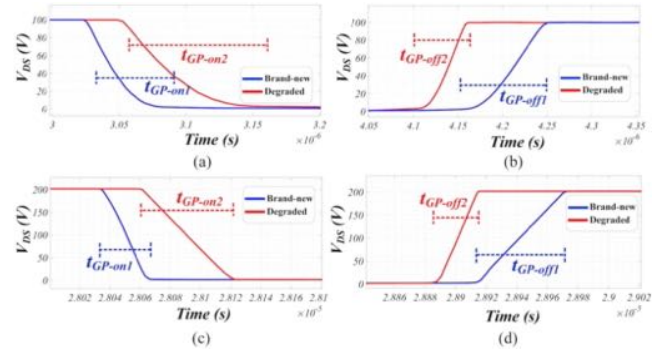 V_DS (V)
100
80
60
40
20
0
t_GP-on2
t_GP-on1
Brand-new
Degraded
3 3.05 3.1 3.15 3.2
Time (s) ×10⁻⁶
(a)
V_DS (V)
100
80
60
40
20
0
t_GP-off2
t_GP-off1
Brand-new
Degraded
4.05 4.1 4.15 4.2 4.25 4.3 4.35
Time (s) ×10⁻⁶
(b)
V_DS (V)
200
150
100
50
0
t_GP-on2
t_GP-on1
Brand-new
Degraded
2.802 2.804 2.806 2.808 2.81 2.812 2.814 2.816 2.81
Time (s) ×10⁻⁵
(c)
V_DS (V)
200
150
100
50
0
t_GP-off2
t_GP-off1
Brand-new
Degraded
2.886 2.888 2.89 2.892 2.894 2.896 2.898 2.9 2.902
Time (s) ×10⁻⁵
(d)